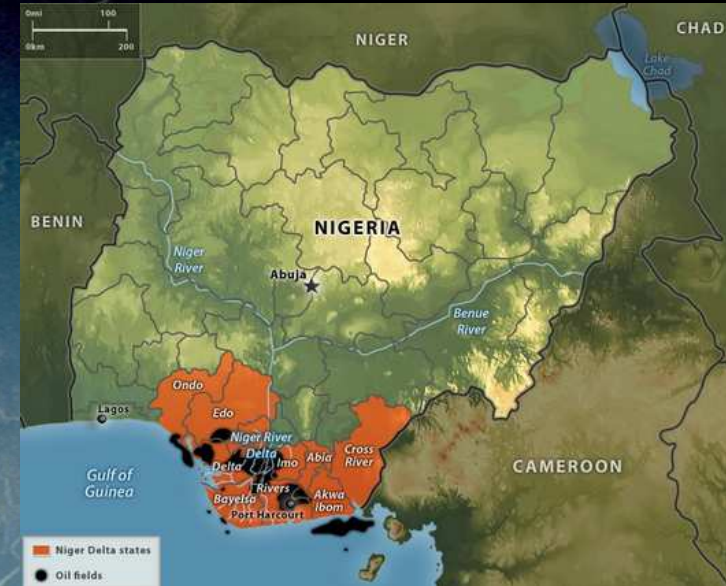 0mi 100
0km 200
NIGER
CHAD
Lake
Chad
BENIN
NIGERIA
Niger
River
Abuja
Benue
River
Ondo
Lagos
Edo
Niger River
Delta
Delta
Imo
Abia
Cross
River
Gulf of
Guinea
Bayelsa
Rivers
Akwa
Ibom
Port Harcourt
CAMEROON
Niger Delta states
Oil fields